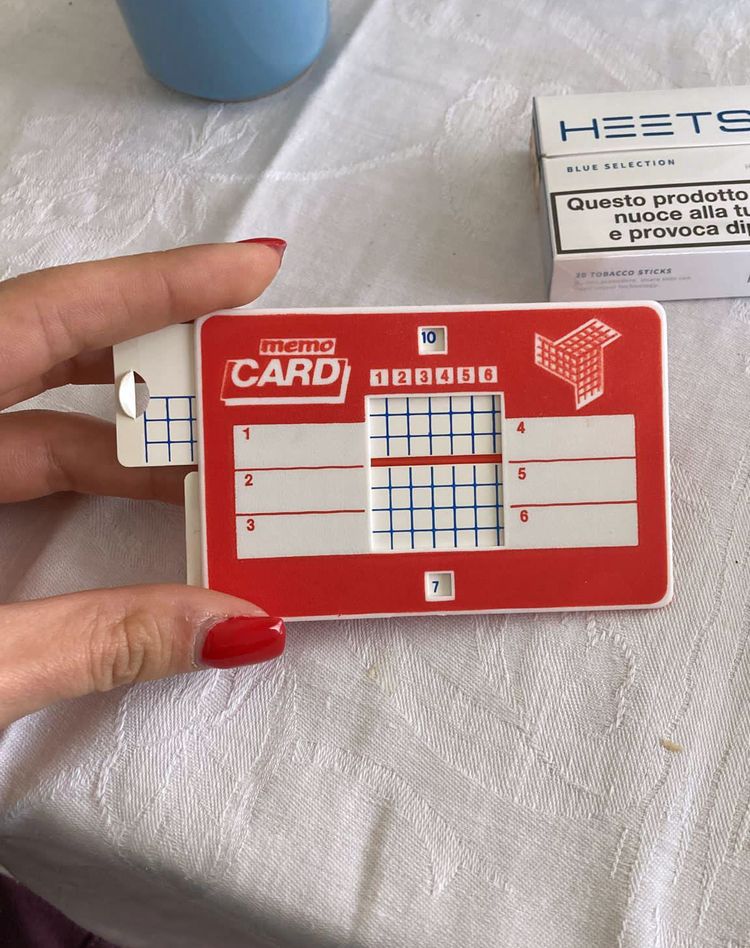 HEETS
BLUE SELECTION
Questo prodotto
nuoce alla tu
e provoca dip
20 TOBACCO STICKS
memo
CARD
10
1 2 3 4 5 6
1
2
3
4
5
6
7